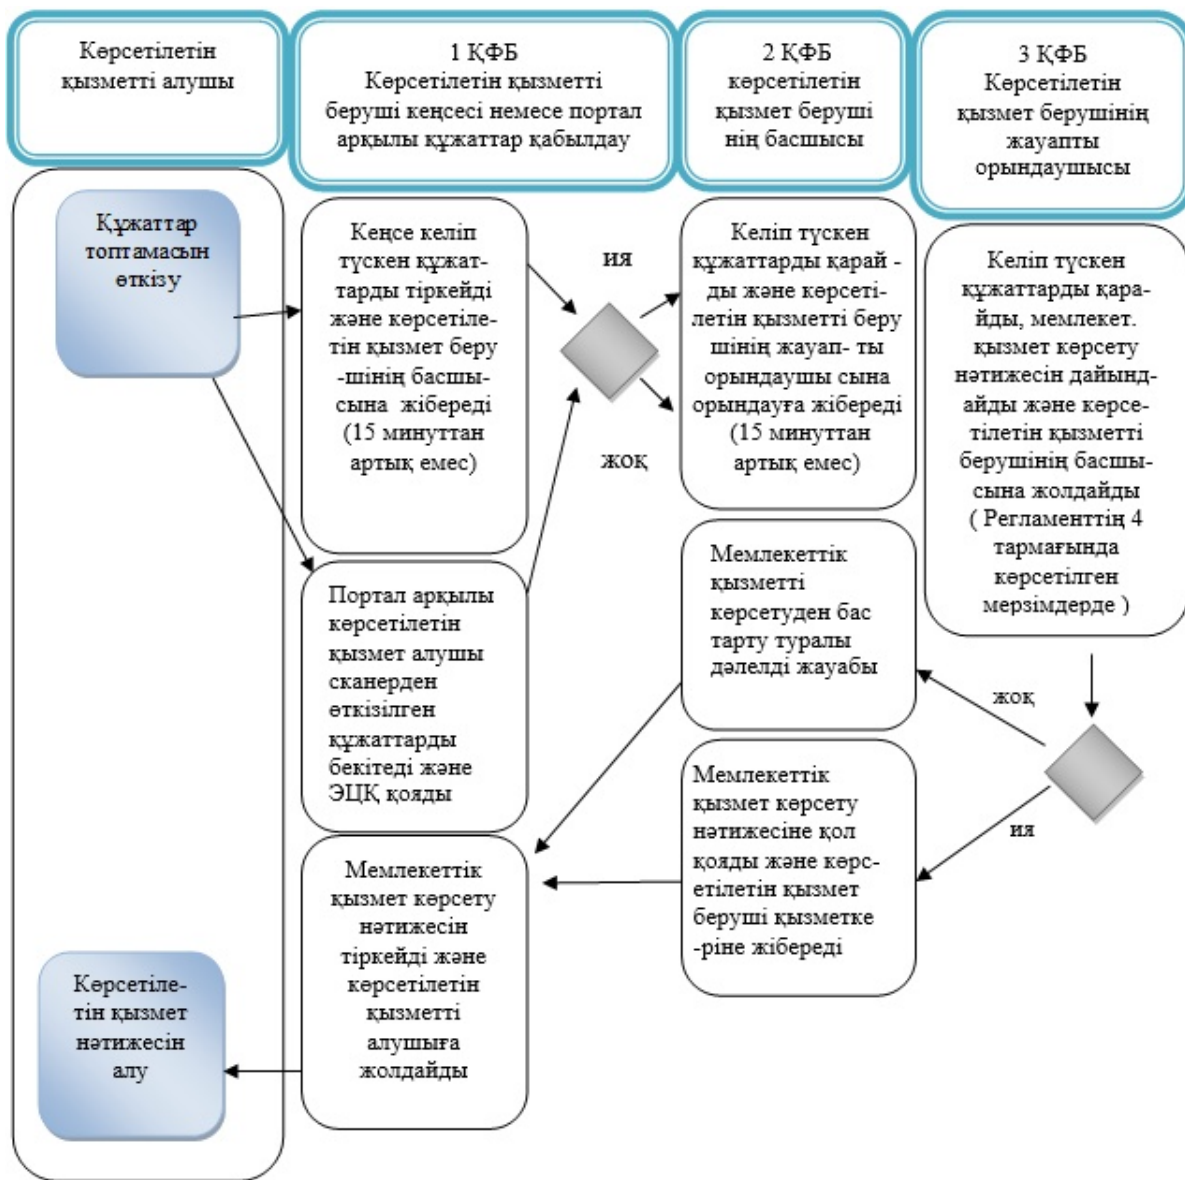 Көрсетілетін
қызметті алушы
1 ҚФБ
Көрсетілетін қызметті
беруші кеңсесі немесе портал
арқылы құжаттар қабылдау
2 ҚФБ
көрсетілетін
қызмет беруші
нің басшысы
3 ҚФБ
Көрсетілетін
қызмет берушінің
жауапты
орындаушысы
Құжаттар
топтамасын
өткізу
Кеңсе келіп
түскен құжат-
тарды тіркейді
және көрсетіле-
тін қызмет беру
-шінің басшы-
сына жібереді
(15 минуттан
артық емес)
ия
жоқ
Келіп түскен
құжаттарды қарай -
ды және көрсеті-
летін қызметті беру
шінің жауап- ты
орындаушы сына
орындауға жібереді
(15 минуттан
артық емес)
Келіп түскен
құжаттарды қара-
йды, мемлекет.
қызмет көрсету
нәтижесін дайынд-
айды және көрсе-
тілетін қызметті
берушінің басшы-
сына жолдайды
( Регламенттің 4
тармағында
көрсетілген
мерзімдерде )
Портал арқылы
көрсетілетін
қызмет алушы
сканерден
өткізілген
құжаттарды
бекітеді және
ЭЦҚ қояды
Мемлекеттік
қызметті
көрсетуден бас
тарту туралы
дәлелді жауабы
жоқ
ия
Мемлекеттік
қызмет көрсету
нәтижесіне қол
қояды және көрс-
етілетін қызмет
беруші қызметке
-ріне жібереді
Мемлекеттік
қызмет көрсету
нәтижесін
тіркейді және
көрсетілетін
қызметті
алушыға
жолдайды
Көрсетіле-
тін қызмет
нәтижесін
алу